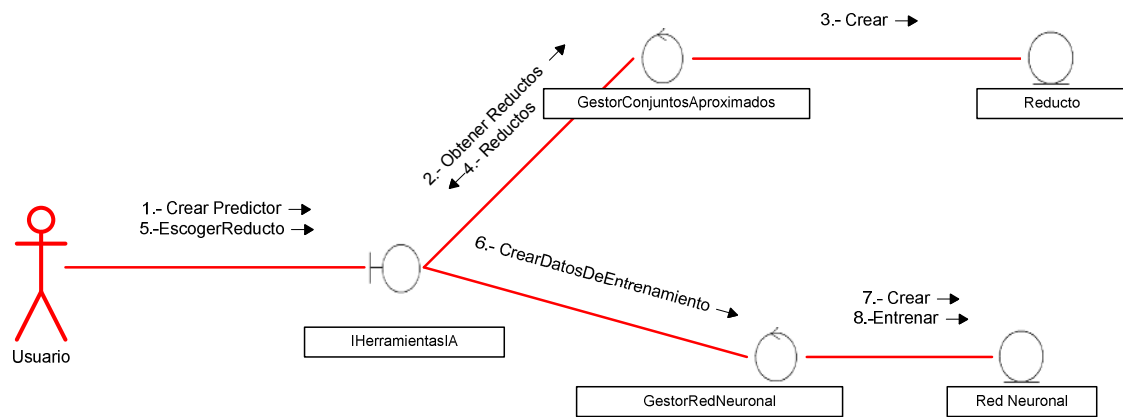 3.- Crear
GestorConjuntosAproximados
Reducto
2.- Obtener Reductos
4.- Reductos
1.- Crear Predictor
5.-EscogerReducto
6.- CrearDatosDeEntrenamiento
7.- Crear
8.-Entrenar
IHerramientasIA
Usuario
GestorRedNeuronal
Red Neuronal